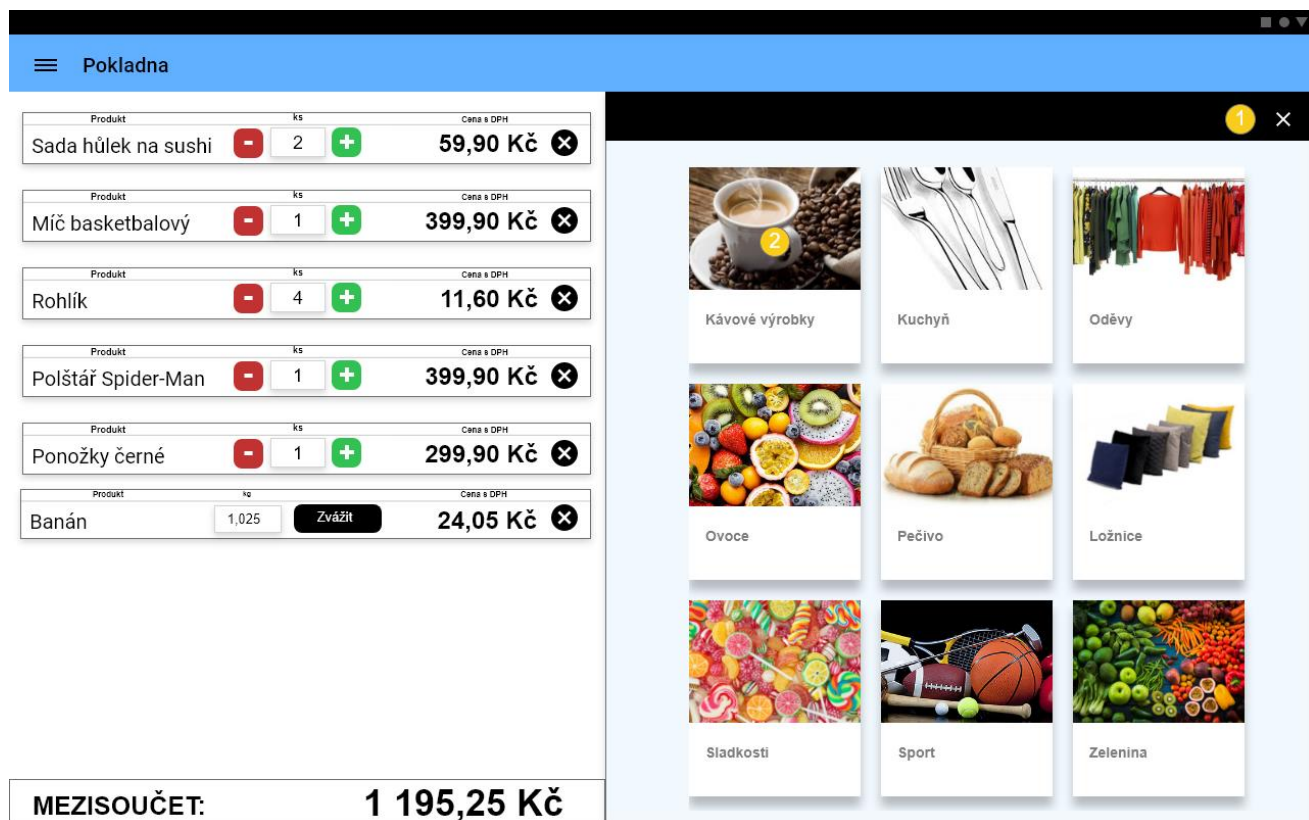 Pokladna
Produkt ks Cena s DPH
Sada hůlek na sushi - 2 + 59,90 Kč
Produkt ks Cena s DPH
Míč basketbalový - 1 + 399,90 Kč
Produkt ks Cena s DPH
Rohlík - 4 + 11,60 Kč
Produkt ks Cena s DPH
Polštář Spider-Man - 1 + 399,90 Kč
Produkt ks Cena s DPH
Ponožky černé - 1 + 299,90 Kč
Produkt kg Cena s DPH
Banán 1,025 Zvážit 24,05 Kč
MEZISOUČET: 1 195,25 Kč
1
2
Kávové výrobky Kuchyň Oděvy
Ovoce Pečivo Ložnice
Sladkosti Sport Zelenina